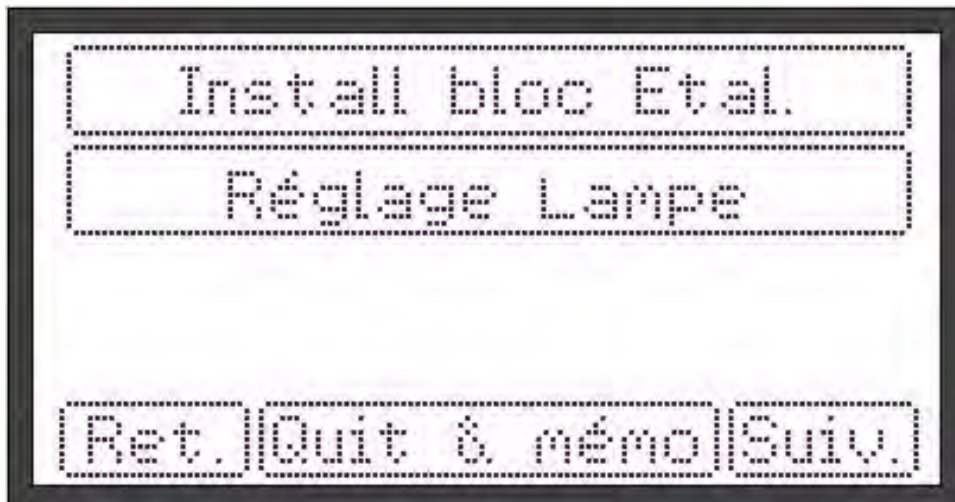 Install bloc Etal.
Réglage Lampe
Ret. Quit & mémo Suiv.